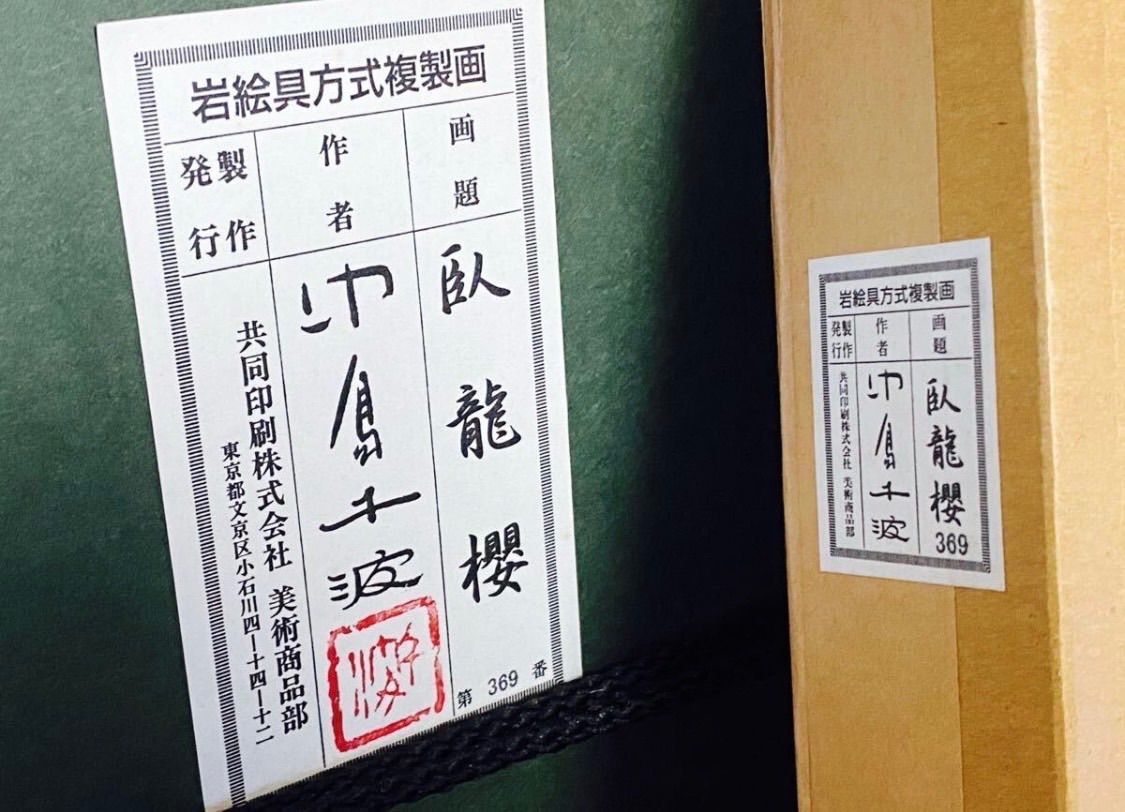 岩絵具方式複製画
画題
臥龍櫻
第369番
作者
中島千波
製作
発行
共同印刷株式会社 美術商品部
東京都文京区小石川四ー十四ー十二
岩絵具方式複製画
画題
臥龍櫻
369
作者
中島千波
製作
発行
共同印刷株式会社 美術商品部